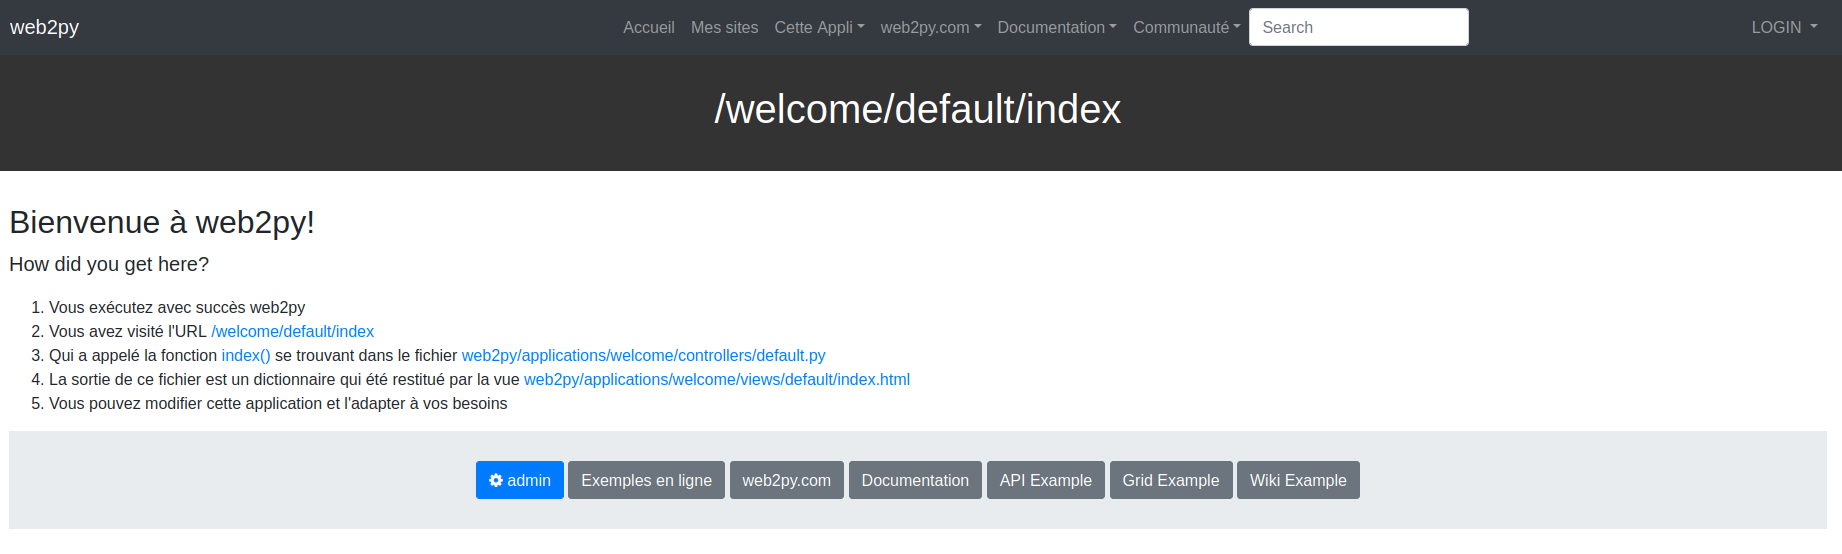 web2py Accueil Mes sites Cette Appli web2py.com Documentation Communauté Search LOGIN
/welcome/default/index
Bienvenue à web2py!
How did you get here?
1. Vous exécutez avec succès web2py
2. Vous avez visité l'URL /welcome/default/index
3. Qui a appelé la fonction index() se trouvant dans le fichier web2py/applications/welcome/controllers/default.py
4. La sortie de ce fichier est un dictionnaire qui été restitué par la vue web2py/applications/welcome/views/default/index.html
5. Vous pouvez modifier cette application et l'adapter à vos besoins
admin Exemples en ligne web2py.com Documentation API Example Grid Example Wiki Example